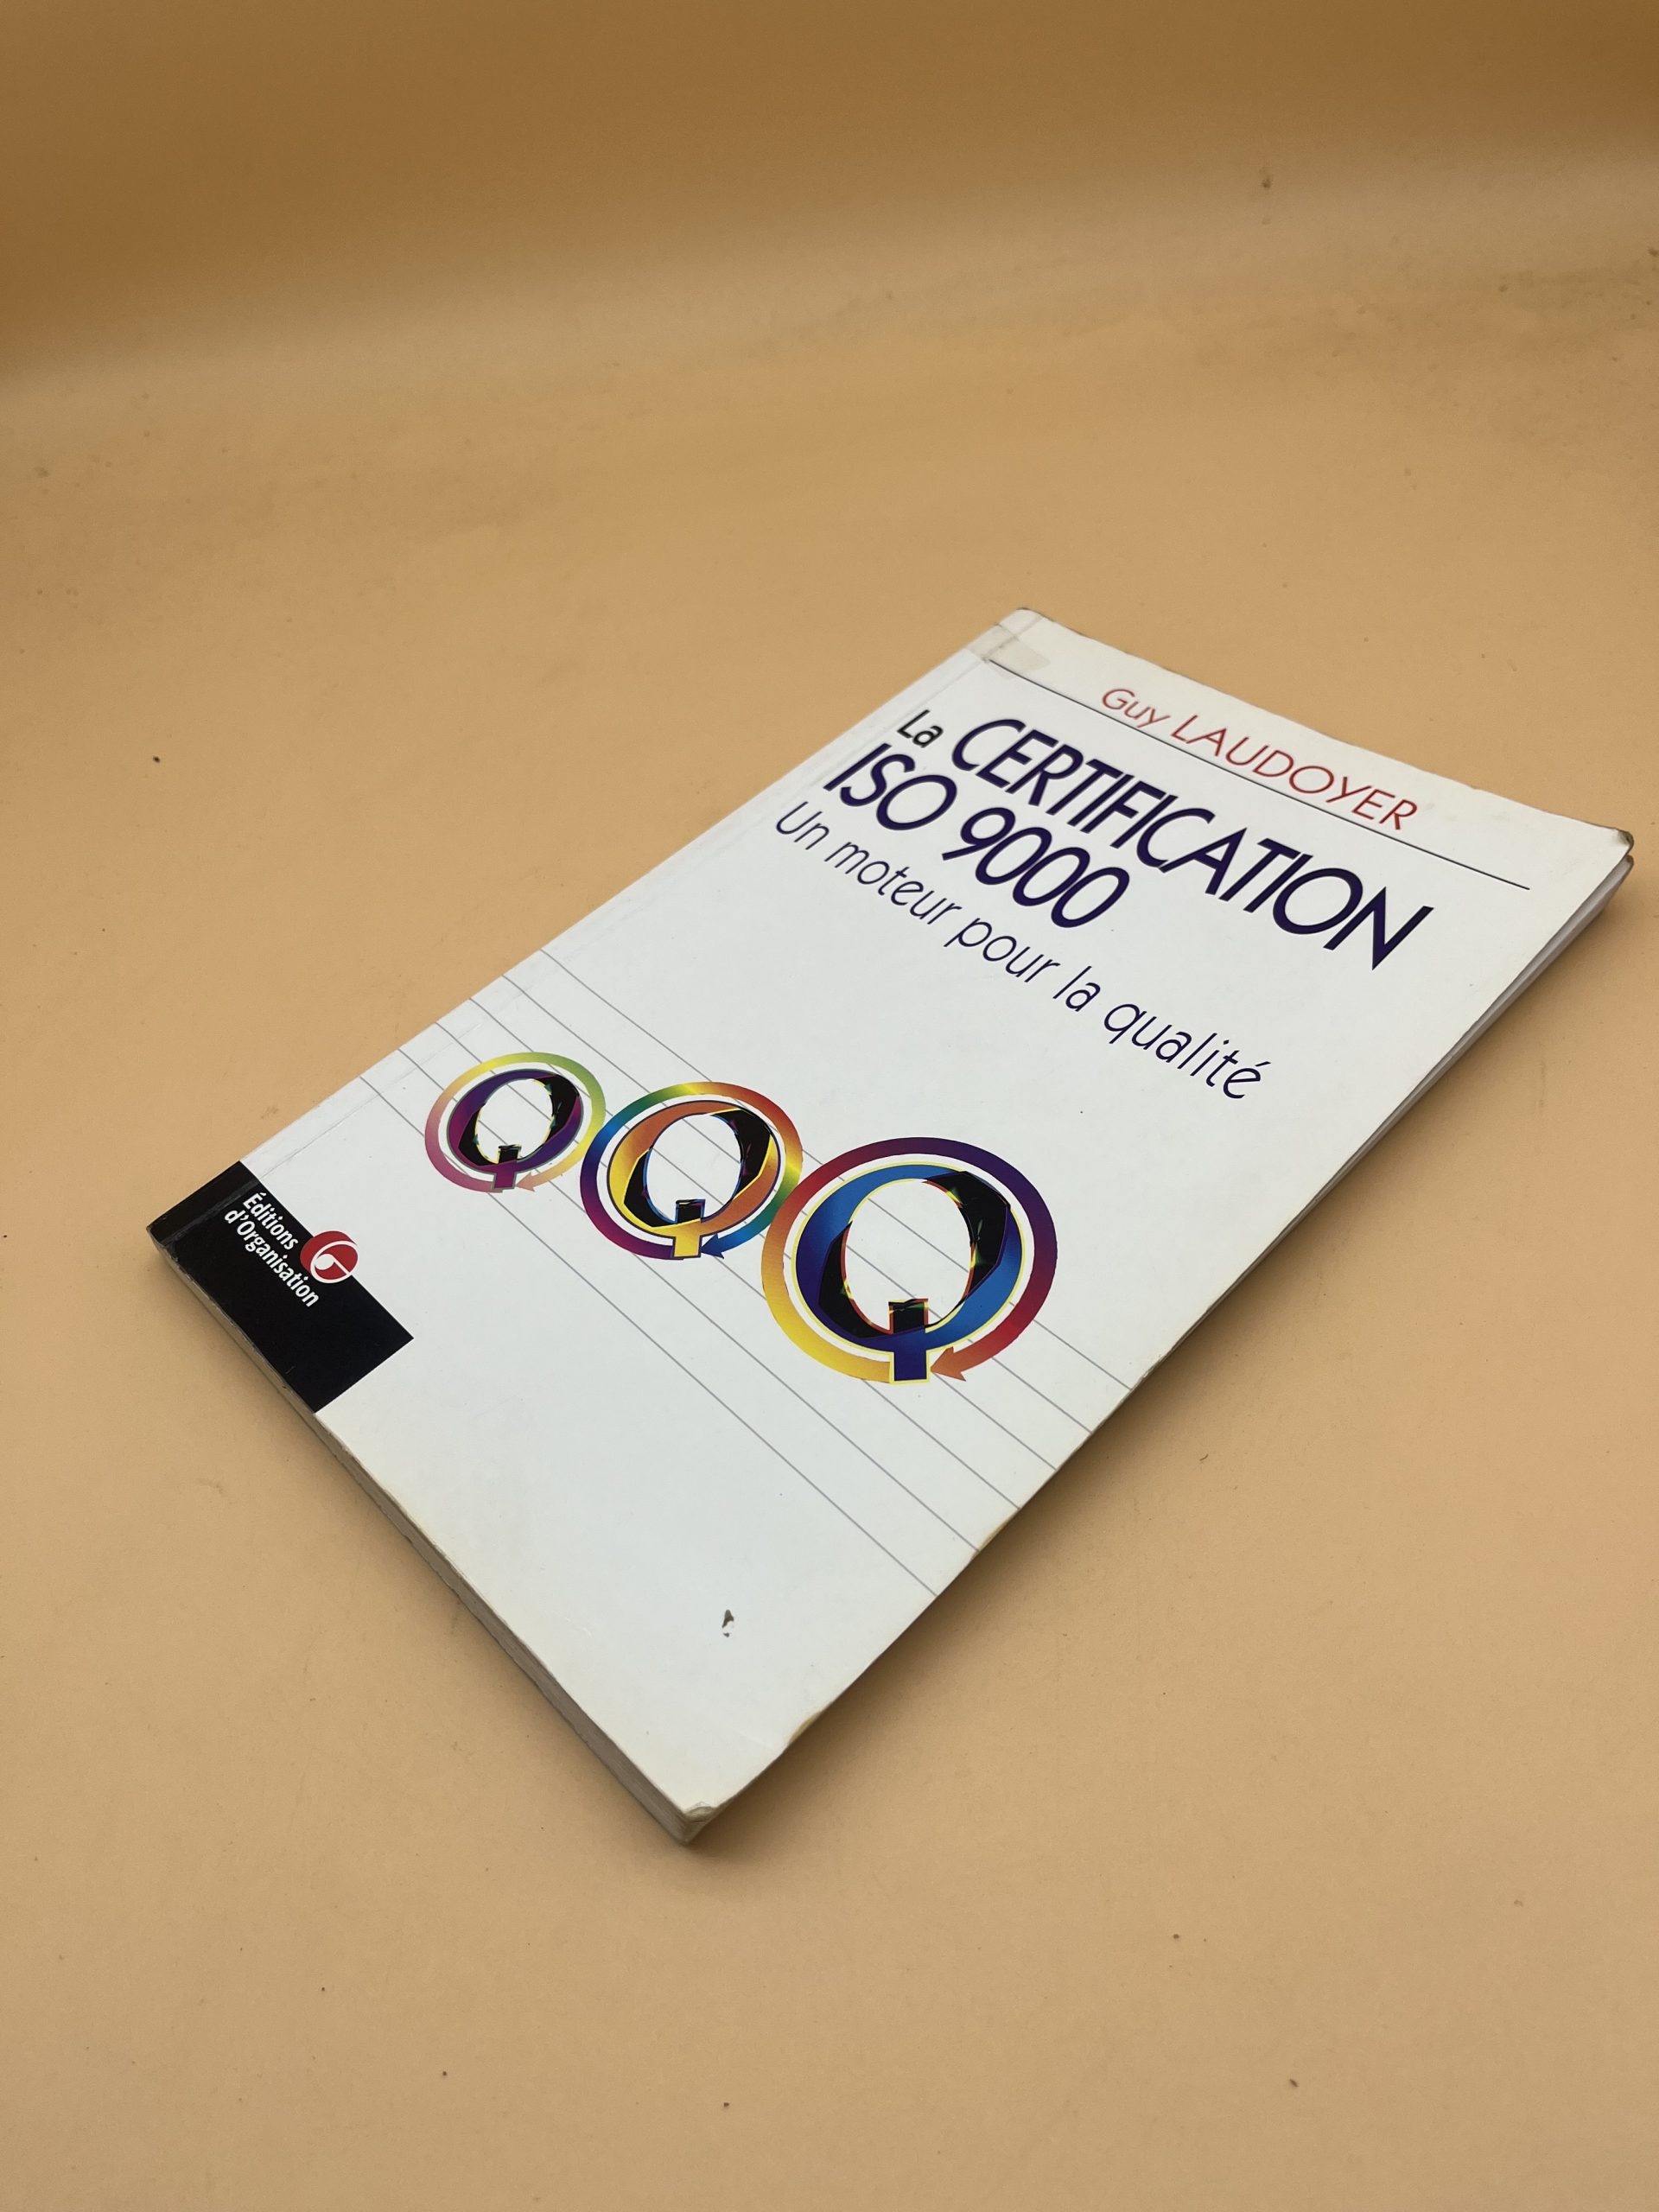 Guy LAUDOYER
La CERTIFICATION
ISO 9000
Un moteur pour la qualité
Q Q Q
Éditions
d'Organisation